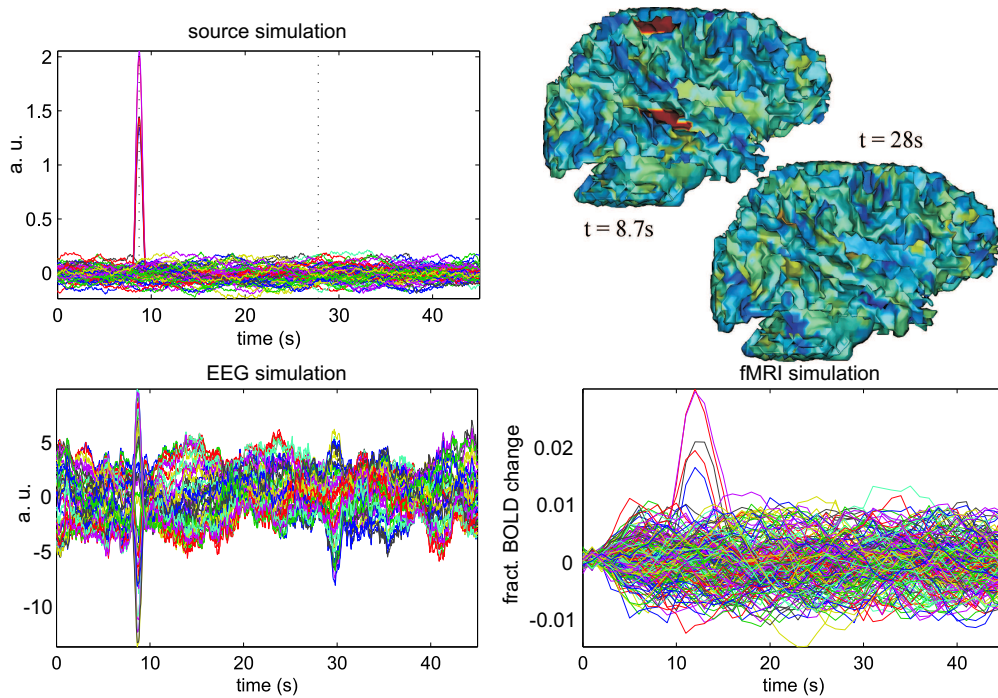 source simulation
2
1.5
1
0.5
0
a. u.
0 10 20 30 40
time (s)
t = 28s
t = 8.7s
EEG simulation
5
0
-5
-10
a. u.
0 10 20 30 40
time (s)
fMRI simulation
0.02
0.01
0
-0.01
fract. BOLD change
0 10 20 30 40
time (s)